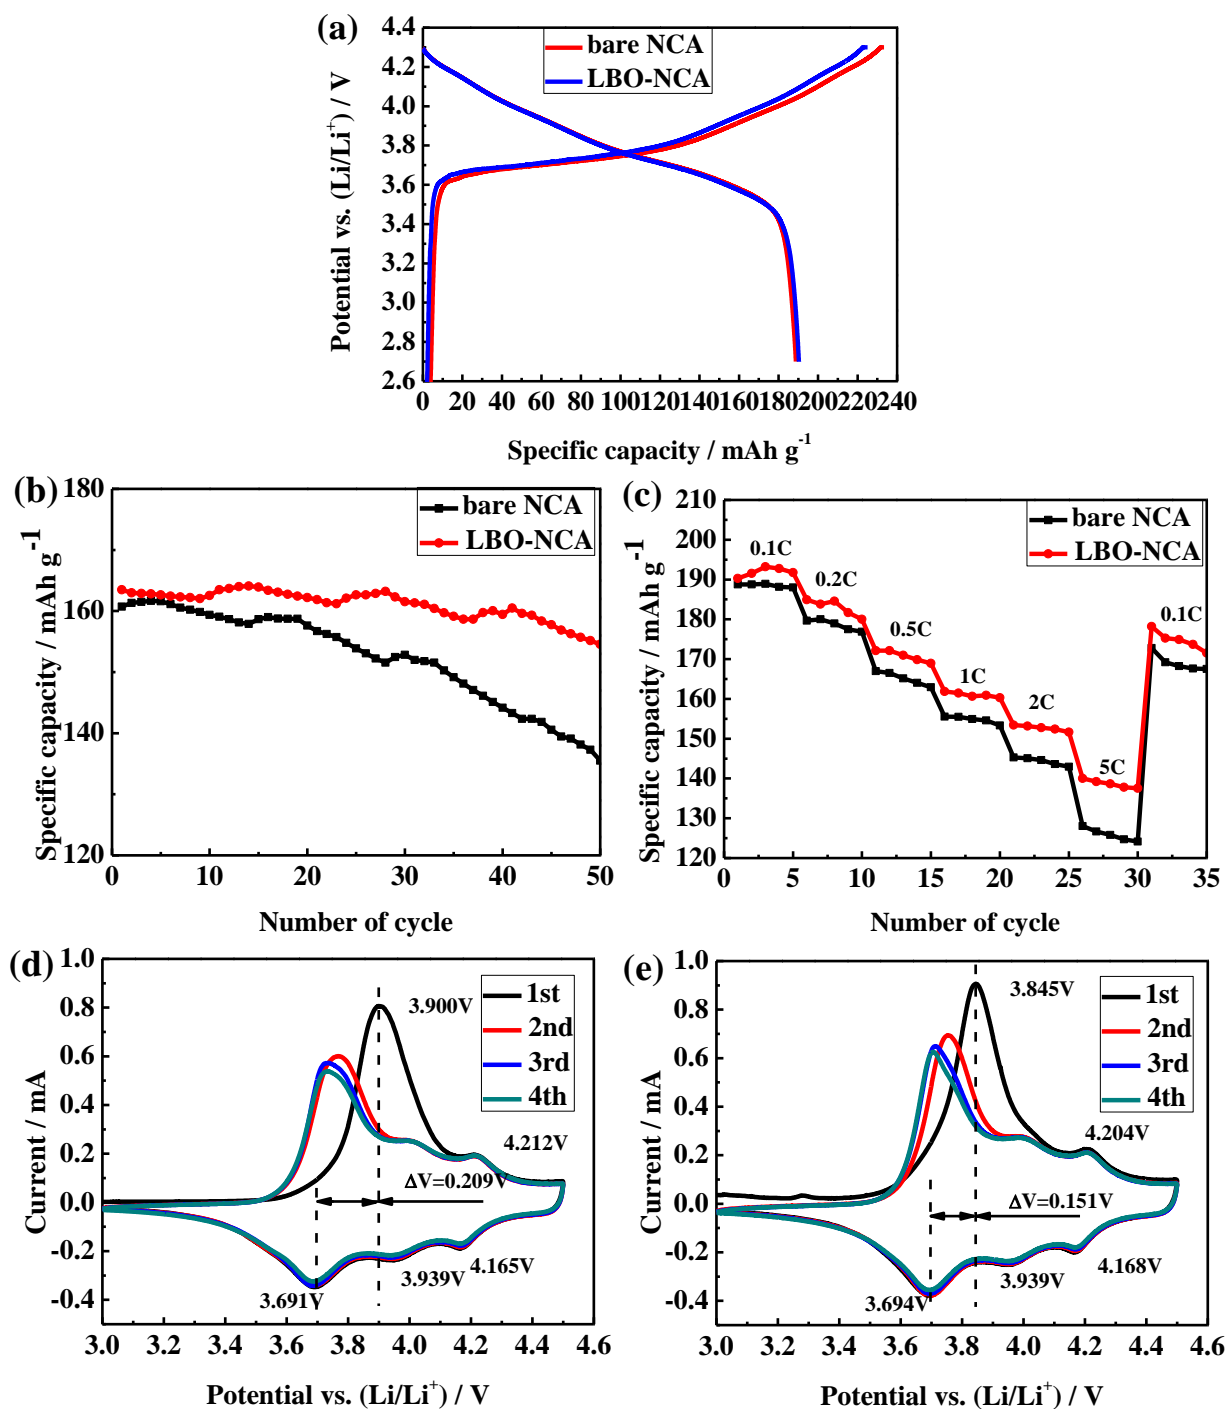 (a)
4.4
4.2
4.0
3.8
3.6
3.4
3.2
3.0
2.8
2.6
Potential vs. (Li/Li⁺) / V
bare NCA
LBO-NCA
0 20 40 60 80 100 120 140 160 180 200 220 240
Specific capacity / mAh g⁻¹
(b)
180
160
140
120
Specific capacity / mAh g⁻¹
bare NCA
LBO-NCA
0 10 20 30 40 50
Number of cycle
(c)
210
200
190
180
170
160
150
140
130
120
Specific capacity / mAh g⁻¹
bare NCA
LBO-NCA
0.1C
0.2C
0.5C
1C
2C
5C
0.1C
0 5 10 15 20 25 30 35
Number of cycle
(d)
1.0
0.8
0.6
0.4
0.2
0.0
-0.2
-0.4
Current / mA
1st
2nd
3rd
4th
3.900V
4.212V
ΔV=0.209V
4.165V
3.939V
3.691V
3.0 3.2 3.4 3.6 3.8 4.0 4.2 4.4 4.6
Potential vs. (Li/Li⁺) / V
(e)
1.0
0.8
0.6
0.4
0.2
0.0
-0.2
-0.4
Current / mA
1st
2nd
3rd
4th
3.845V
4.204V
ΔV=0.151V
4.168V
3.939V
3.694V
3.0 3.2 3.4 3.6 3.8 4.0 4.2 4.4 4.6
Potential vs. (Li/Li⁺) / V